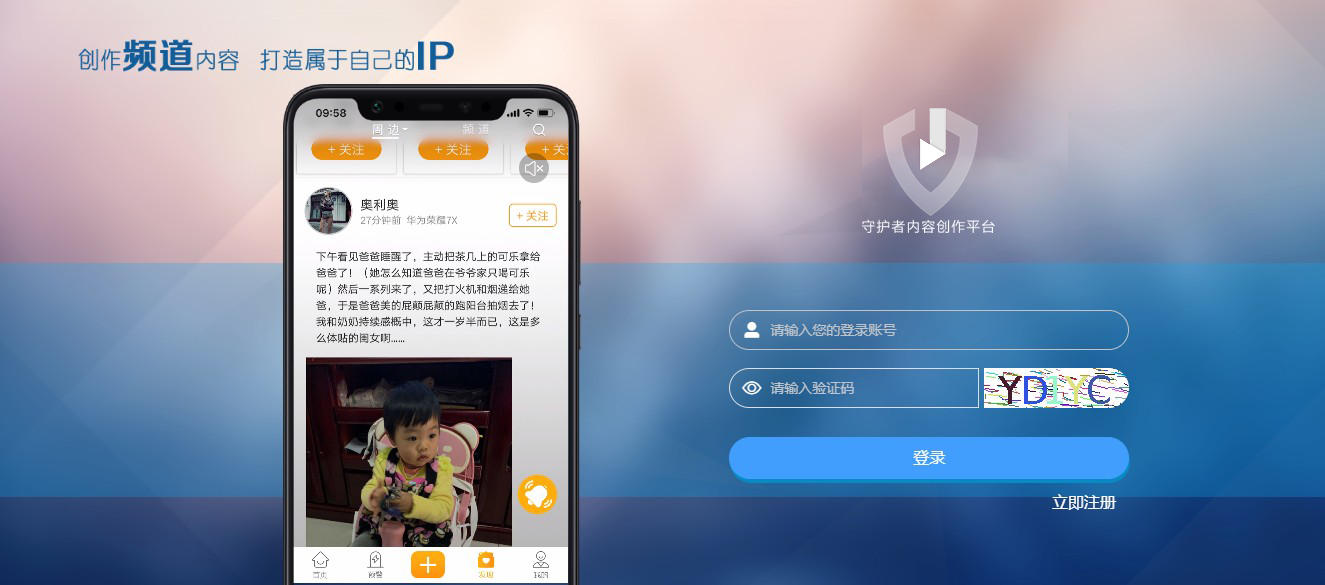 创作频道内容 打造属于自己的IP
09:58
周边 频道
+ 关注 + 关注 + 关注
奥利奥
27分钟前 华为荣耀7X
+ 关注
下午看见爸爸睡醒了，主动把茶几上的可乐拿给
爸爸了！（她怎么知道爸爸在爷爷家只喝可乐
呢）然后一系列来了，又把打火机和烟递给她
爸，于是爸爸美的屁颠屁颠的跑阳台抽烟去了！
我和奶奶持续感概中，这才一岁半而已，这是多
么体贴的闺女啊......
首页 预警 发现 我的
守护者内容创作平台
请输入您的登录账号
请输入验证码
YD1YC
登录
立即注册